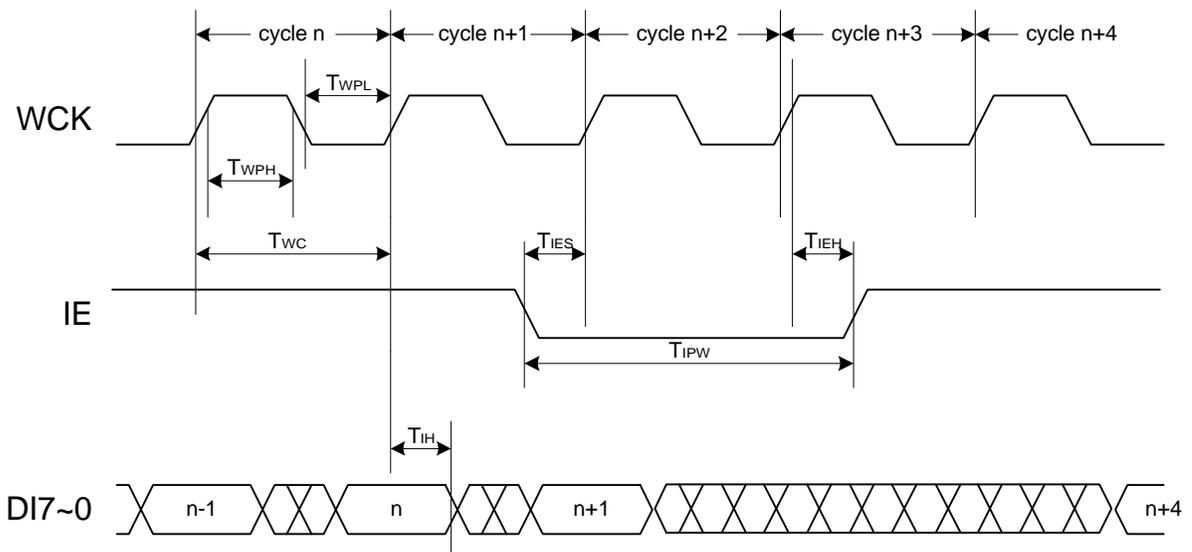 cycle n cycle n+1 cycle n+2 cycle n+3 cycle n+4
TWPL
WCK
TWPH
TWC TIES TIEH
IE
TIPW
TIH
DI7~0 n-1 n n+1 n+4